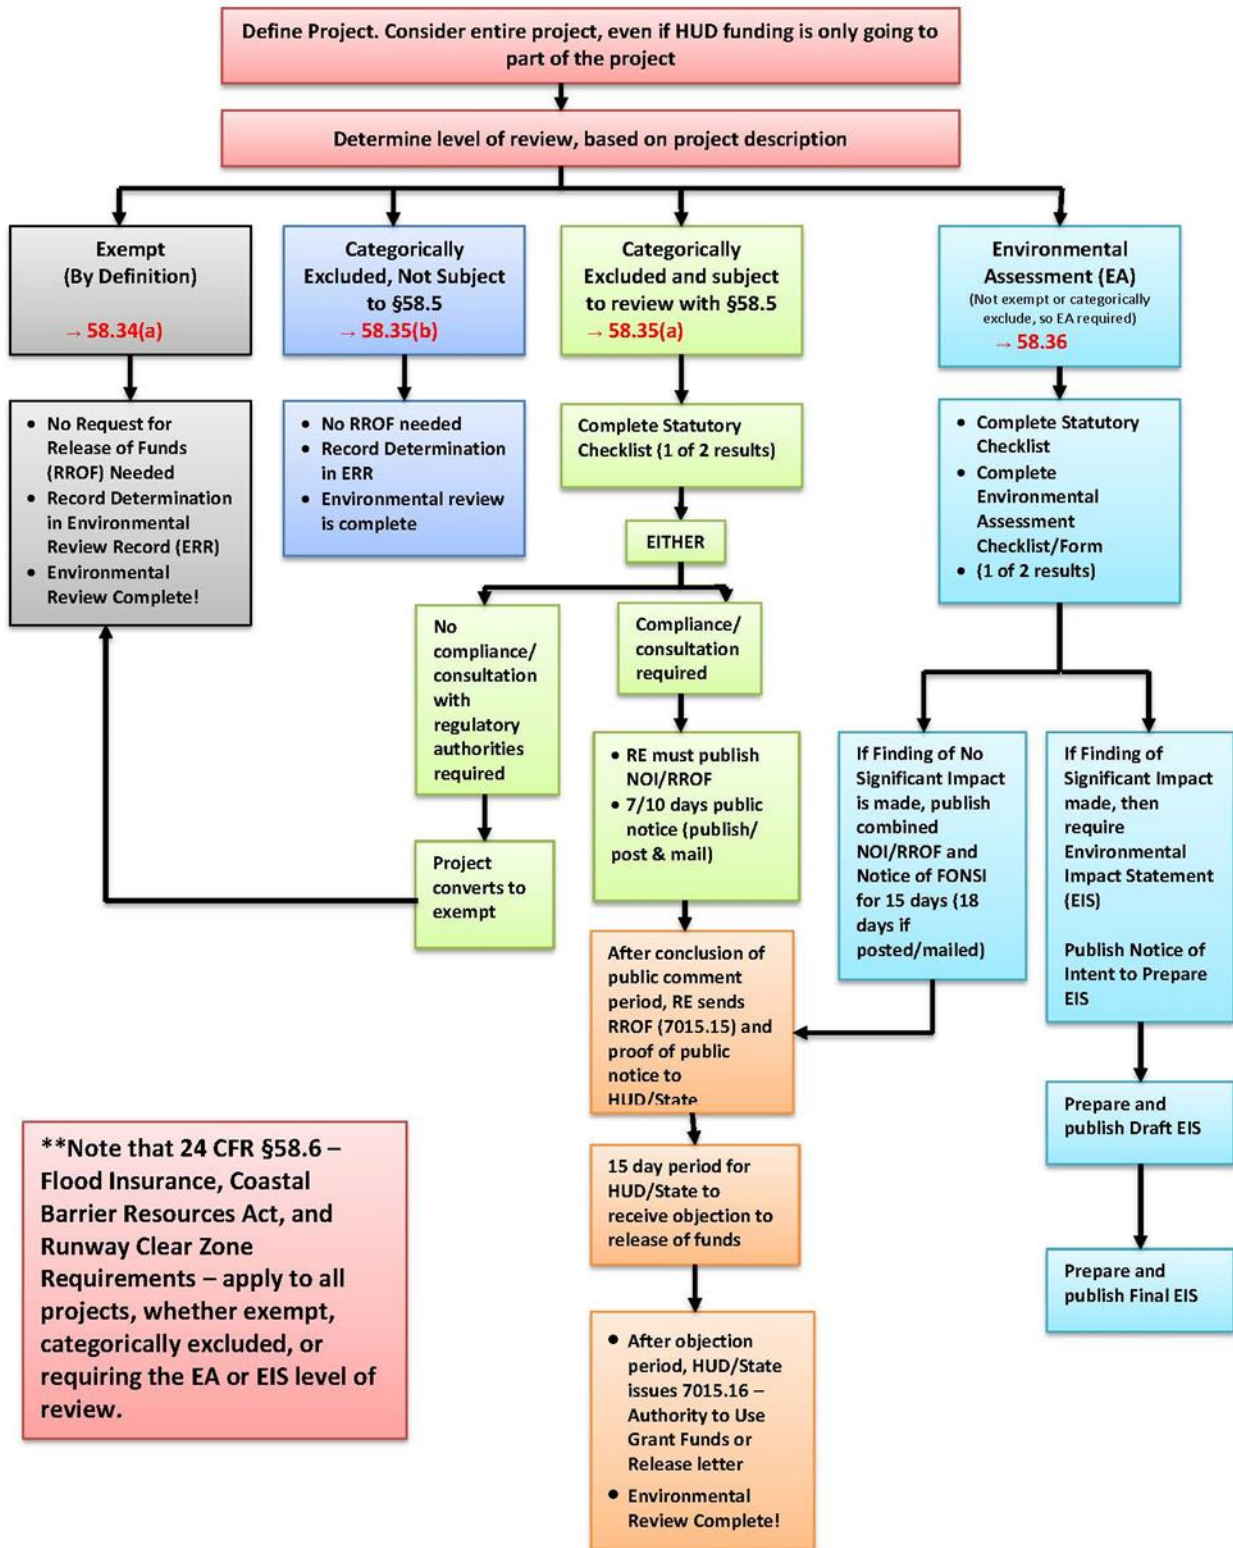 Define Project. Consider entire project, even if HUD funding is only going to
part of the project
Determine level of review, based on project description
Exempt
(By Definition)
→ 58.34(a)
Categorically
Excluded, Not Subject
to §58.5
→ 58.35(b)
Categorically
Excluded and subject
to review with §58.5
→ 58.35(a)
Environmental
Assessment (EA)
(Not exempt or categorically
exclude, so EA required)
→ 58.36
• No Request for
Release of Funds
(RROF) Needed
• Record Determination
in Environmental
Review Record (ERR)
• Environmental
Review Complete!
• No RROF needed
• Record Determination
in ERR
• Environmental review
is complete
Complete Statutory
Checklist (1 of 2 results)
• Complete Statutory
Checklist
• Complete
Environmental
Assessment
Checklist/Form
• (1 of 2 results)
EITHER
No
compliance/
consultation
with
regulatory
authorities
required
Compliance/
consultation
required
Project
converts to
exempt
• RE must publish
NOI/RROF
• 7/10 days public
notice (publish/
post & mail)
If Finding of No
Significant Impact
is made, publish
combined
NOI/RROF and
Notice of FONSI
for 15 days (18
days if
posted/mailed)
If Finding of
Significant Impact
made, then
require
Environmental
Impact Statement
(EIS)
Publish Notice of
Intent to Prepare
EIS
After conclusion of
public comment
period, RE sends
RROF (7015.15) and
proof of public
notice to
HUD/State
Prepare and
publish Draft EIS
15 day period for
HUD/State to
receive objection to
release of funds
Prepare and
publish Final EIS
• After objection
period, HUD/State
issues 7015.16 –
Authority to Use
Grant Funds or
Release letter
• Environmental
Review Complete!
**Note that 24 CFR §58.6 –
Flood Insurance, Coastal
Barrier Resources Act, and
Runway Clear Zone
Requirements – apply to all
projects, whether exempt,
categorically excluded, or
requiring the EA or EIS level of
review.